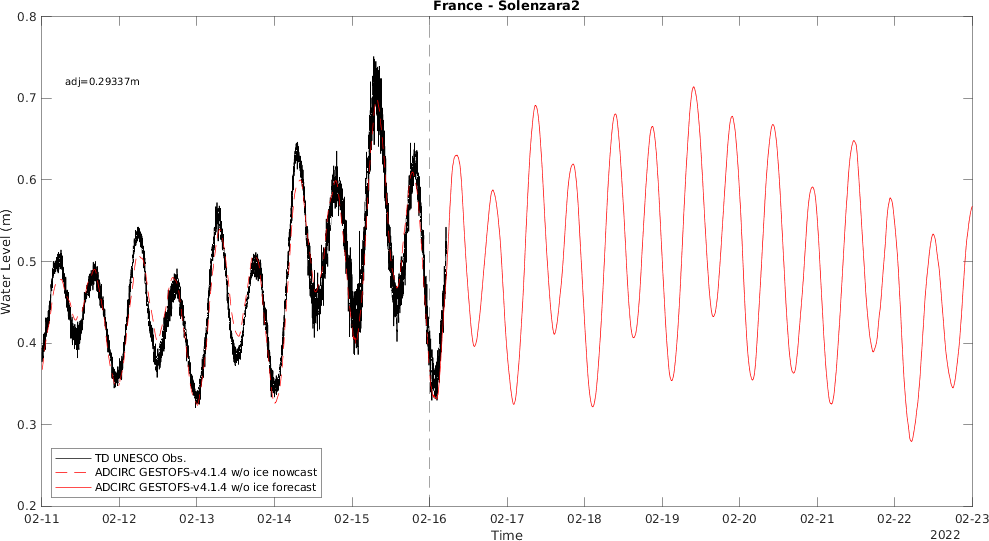 France - Solenzara2
adj=0.29337m
Water Level (m)
0.8
0.7
0.6
0.5
0.4
0.3
0.2
TD UNESCO Obs.
ADCIRC GESTOFS-v4.1.4 w/o ice nowcast
ADCIRC GESTOFS-v4.1.4 w/o ice forecast
02-11 02-12 02-13 02-14 02-15 02-16 02-17 02-18 02-19 02-20 02-21 02-22 02-23
Time
2022